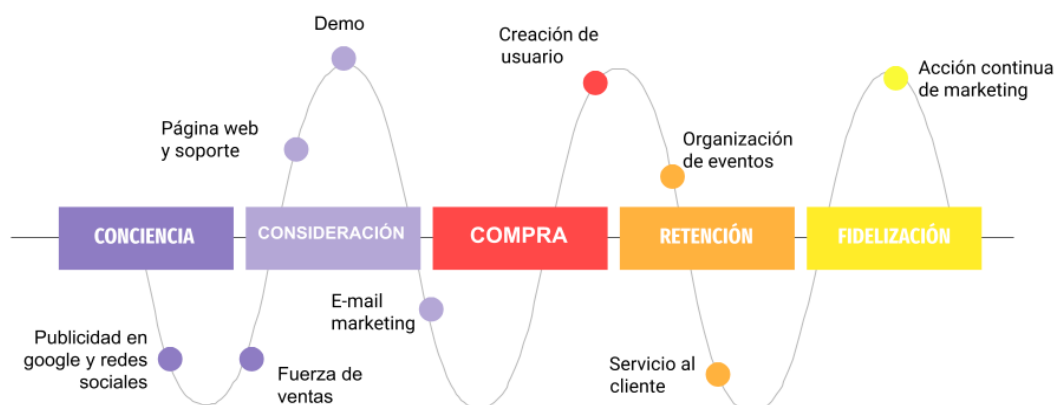 Demo
Creación de
usuario
Acción continua
de marketing
Página web
y soporte
Organización
de eventos
CONCIENCIA
CONSIDERACIÓN
COMPRA
RETENCIÓN
FIDELIZACIÓN
E-mail
marketing
Publicidad en
google y redes
sociales
Fuerza de
ventas
Servicio al
cliente